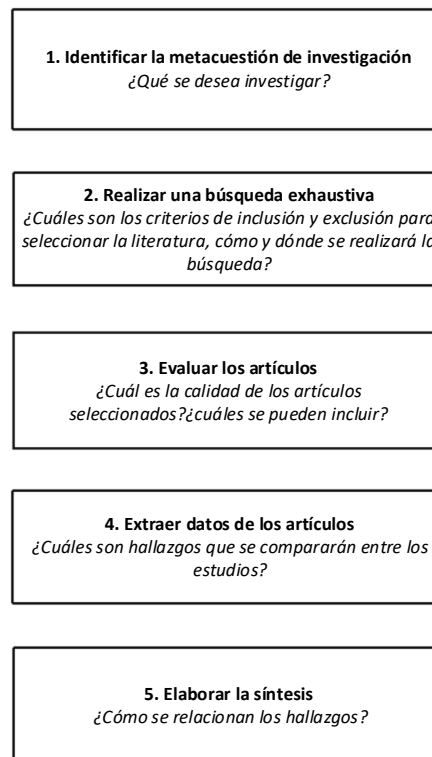 1. Identificar la metacuestión de investigación
¿Qué se desea investigar?
2. Realizar una búsqueda exhaustiva
¿Cuáles son los criterios de inclusión y exclusión para
seleccionar la literatura, cómo y dónde se realizará la
búsqueda?
3. Evaluar los artículos
¿Cuál es la calidad de los artículos
seleccionados?¿cuáles se pueden incluir?
4. Extraer datos de los artículos
¿Cuáles son hallazgos que se compararán entre los
estudios?
5. Elaborar la síntesis
¿Cómo se relacionan los hallazgos?